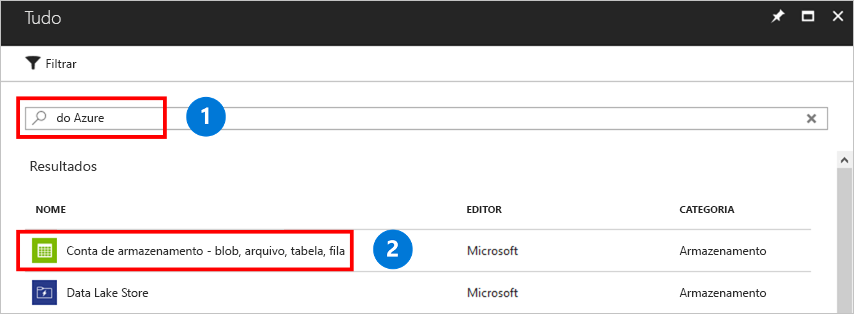 Tudo
Filtrar
do Azure
1
Resultados
NOME EDITOR CATEGORIA
Conta de armazenamento - blob, arquivo, tabela, fila 2 Microsoft Armazenamento
Data Lake Store Microsoft Armazenamento